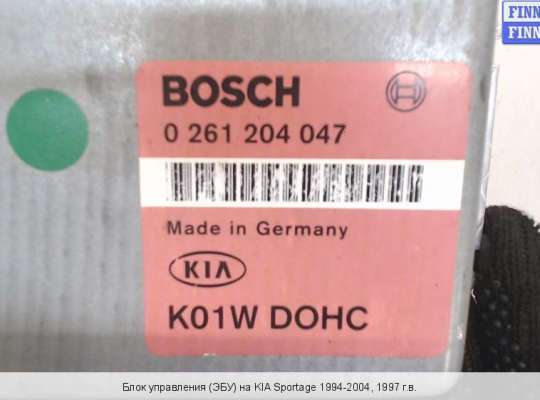 FINN
FINN
BOSCH
0 261 204 047
Made in Germany
KIA
K01W DOHC
Блок управления (ЭБУ) на KIA Sportage 1994-2004, 1997 г.в.